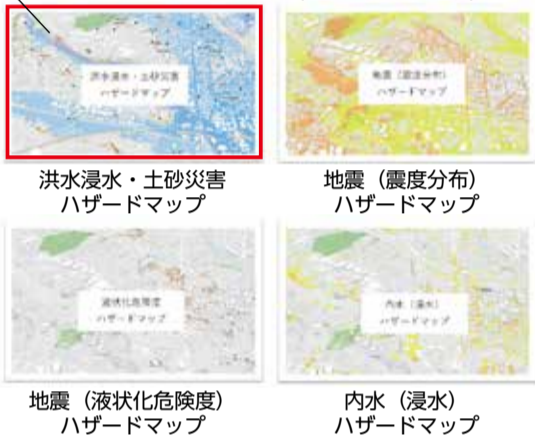 洪水浸水・土砂災害
ハザードマップ
地震（震度分布）
ハザードマップ
洪水浸水・土砂災害
ハザードマップ
地震（震度分布）
ハザードマップ
液状化危険度
ハザードマップ
内水（浸水）
ハザードマップ
地震（液状化危険度）
ハザードマップ
内水（浸水）
ハザードマップ